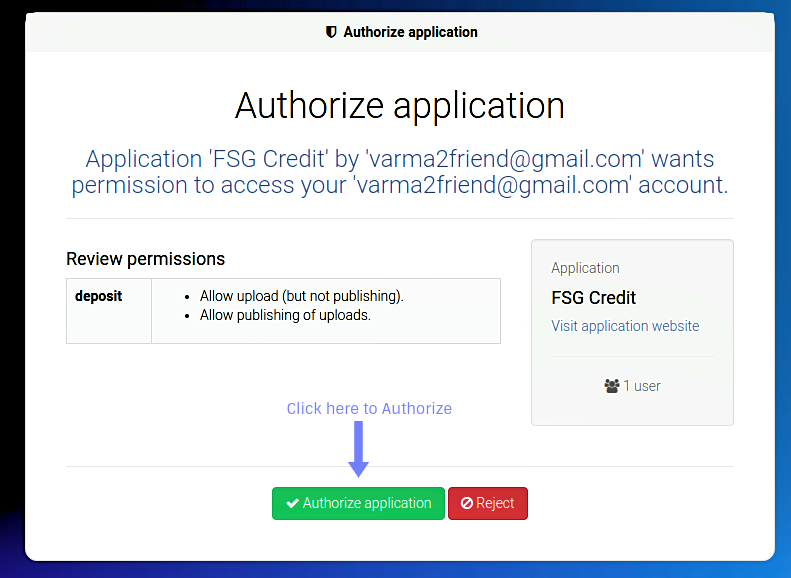 Authorize application
Authorize application
Application 'FSG Credit' by 'varma2friend@gmail.com' wants
permission to access your 'varma2friend@gmail.com' account.
Review permissions
deposit
• Allow upload (but not publishing).
• Allow publishing of uploads.
Application
FSG Credit
Visit application website
1 user
Click here to Authorize
Authorize application
Reject